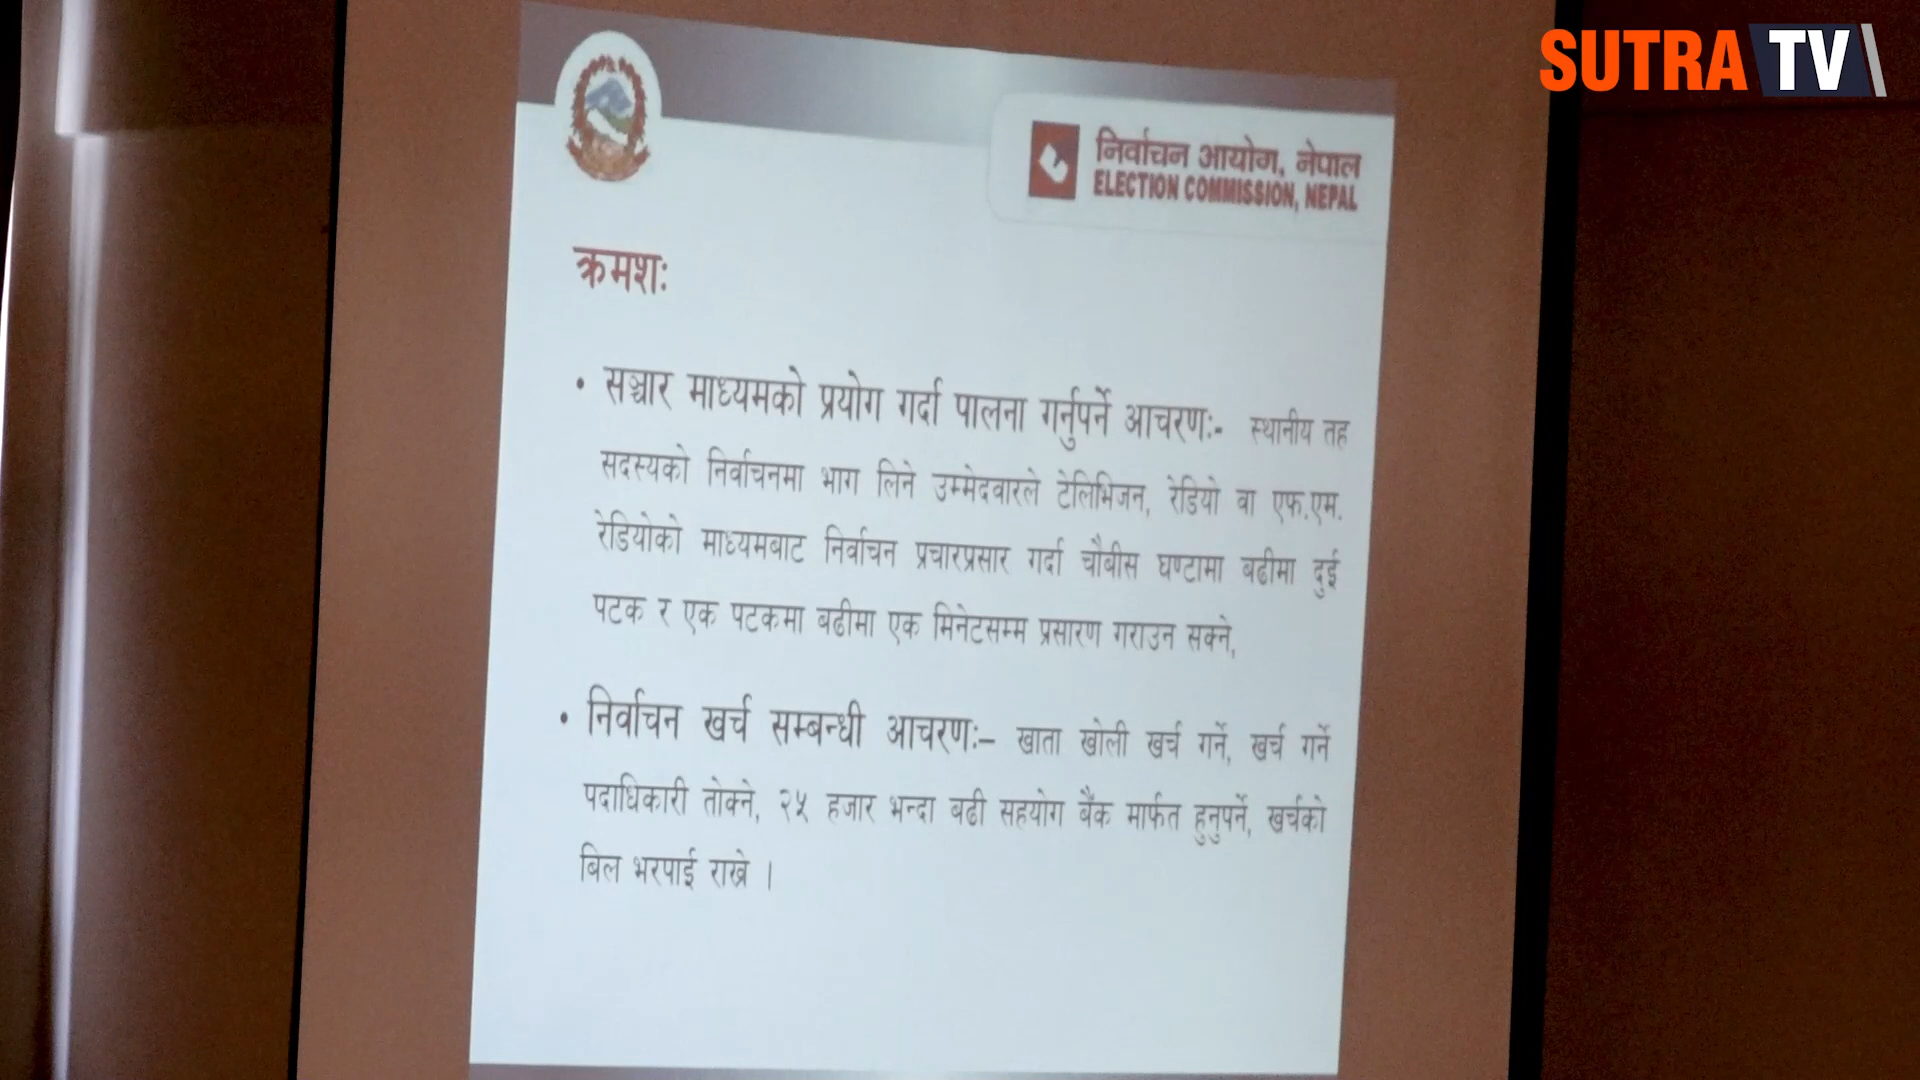 SUTRA TV
निर्वाचन आयोग, नेपाल
ELECTION COMMISSION, NEPAL
क्रमशः
• सञ्चार माध्यमको प्रयोग गर्दा पालना गर्नुपर्ने आचरणः- स्थानीय तह
सदस्यको निर्वाचनमा भाग लिने उम्मेदवारले टेलिभिजन, रेडियो वा एफ.एम.
रेडियोको माध्यमबाट निर्वाचन प्रचारप्रसार गर्दा चौबीस घण्टामा बढीमा दुई
पटक र एक पटकमा बढीमा एक मिनेटसम्म प्रसारण गराउन सक्ने,
• निर्वाचन खर्च सम्बन्धी आचरणः– खाता खोली खर्च गर्ने, खर्च गर्ने
पदाधिकारी तोक्ने, २५ हजार भन्दा बढी सहयोग बैंक मार्फत हुनुपर्ने, खर्चको
बिल भरपाई राख्ने ।